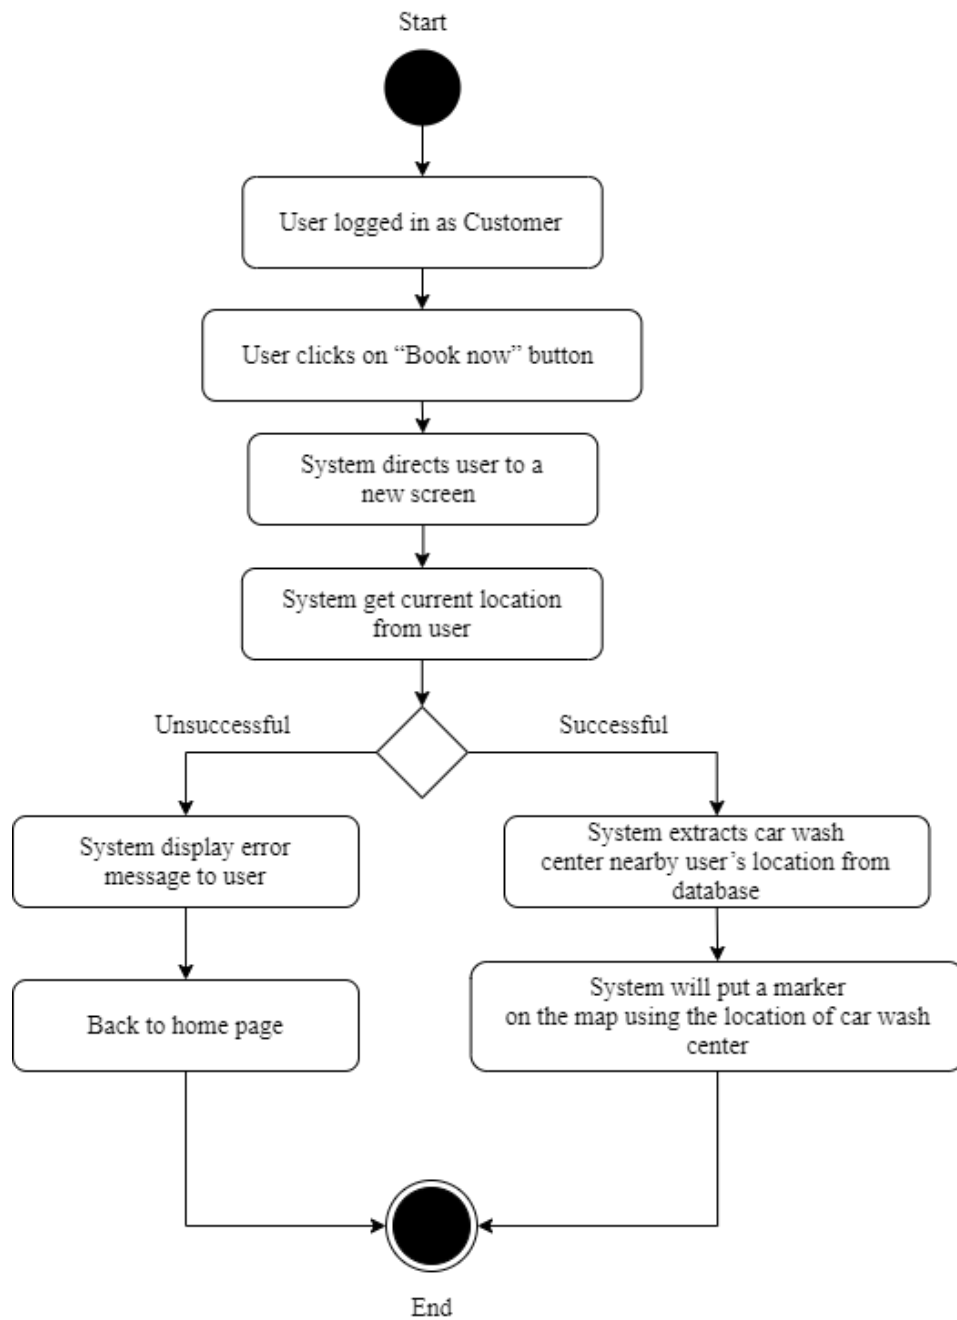 Start
User logged in as Customer
User clicks on “Book now” button
System directs user to a
new screen
System get current location
from user
Unsuccessful
Successful
System display error
message to user
System extracts car wash
center nearby user’s location from
database
Back to home page
System will put a marker
on the map using the location of car wash
center
End